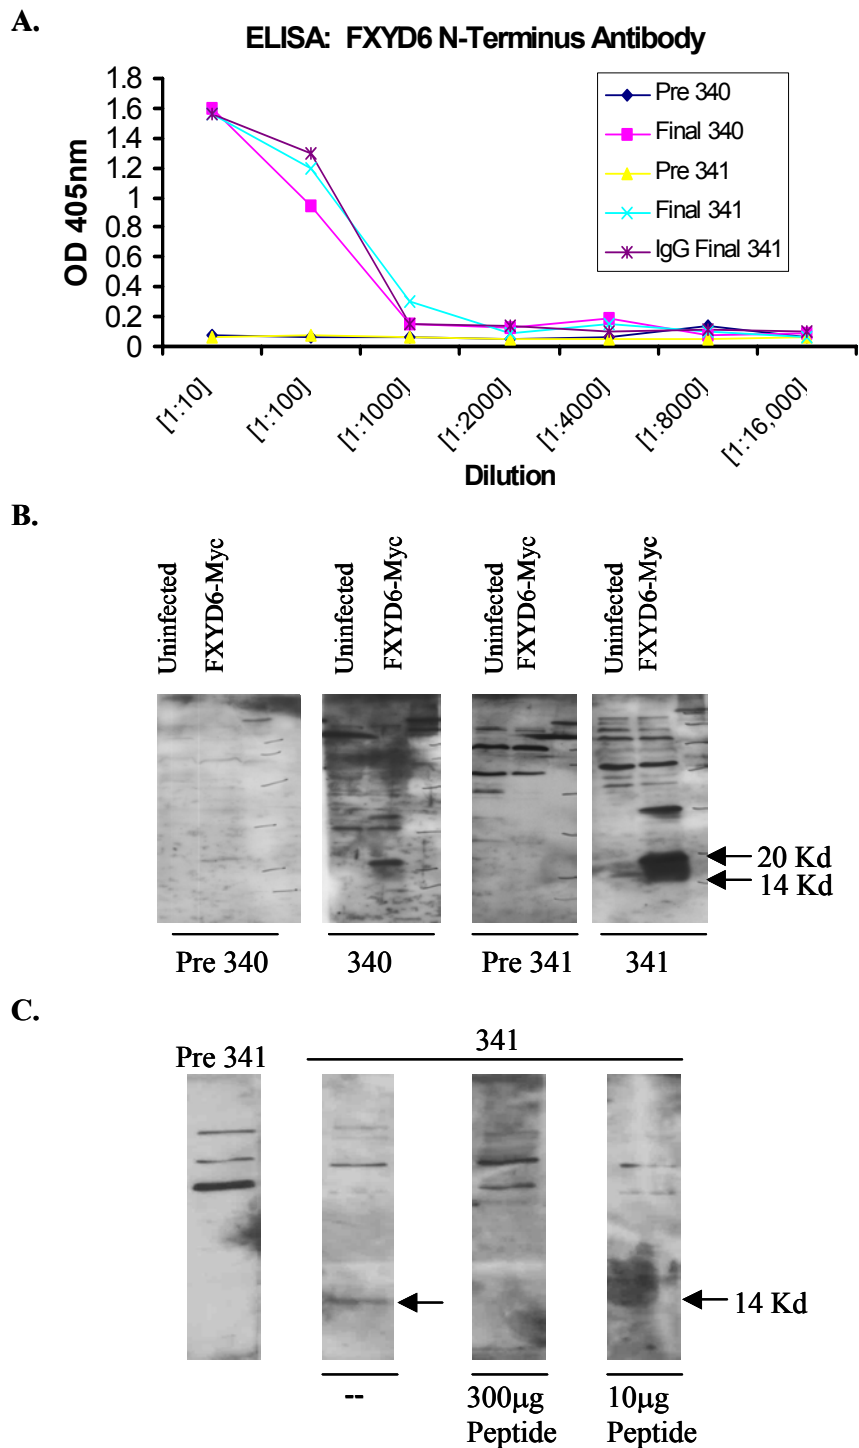 A.
ELISA: FXYD6 N-Terminus Antibody
1.8
1.6
1.4
1.2
1
0.8
0.6
0.4
0.2
0
OD 405nm
Pre 340
Final 340
Pre 341
Final 341
IgG Final 341
[1:10]
[1:100]
[1:1000]
[1:2000]
[1:4000]
[1:8000]
[1:16,000]
Dilution
B.
Uninfected
FXYD6-Myc
Uninfected
FXYD6-Myc
Uninfected
FXYD6-Myc
Uninfected
FXYD6-Myc
20 Kd
14 Kd
Pre 340
340
Pre 341
341
C.
Pre 341
341
14 Kd
--
300µg
Peptide
10µg
Peptide